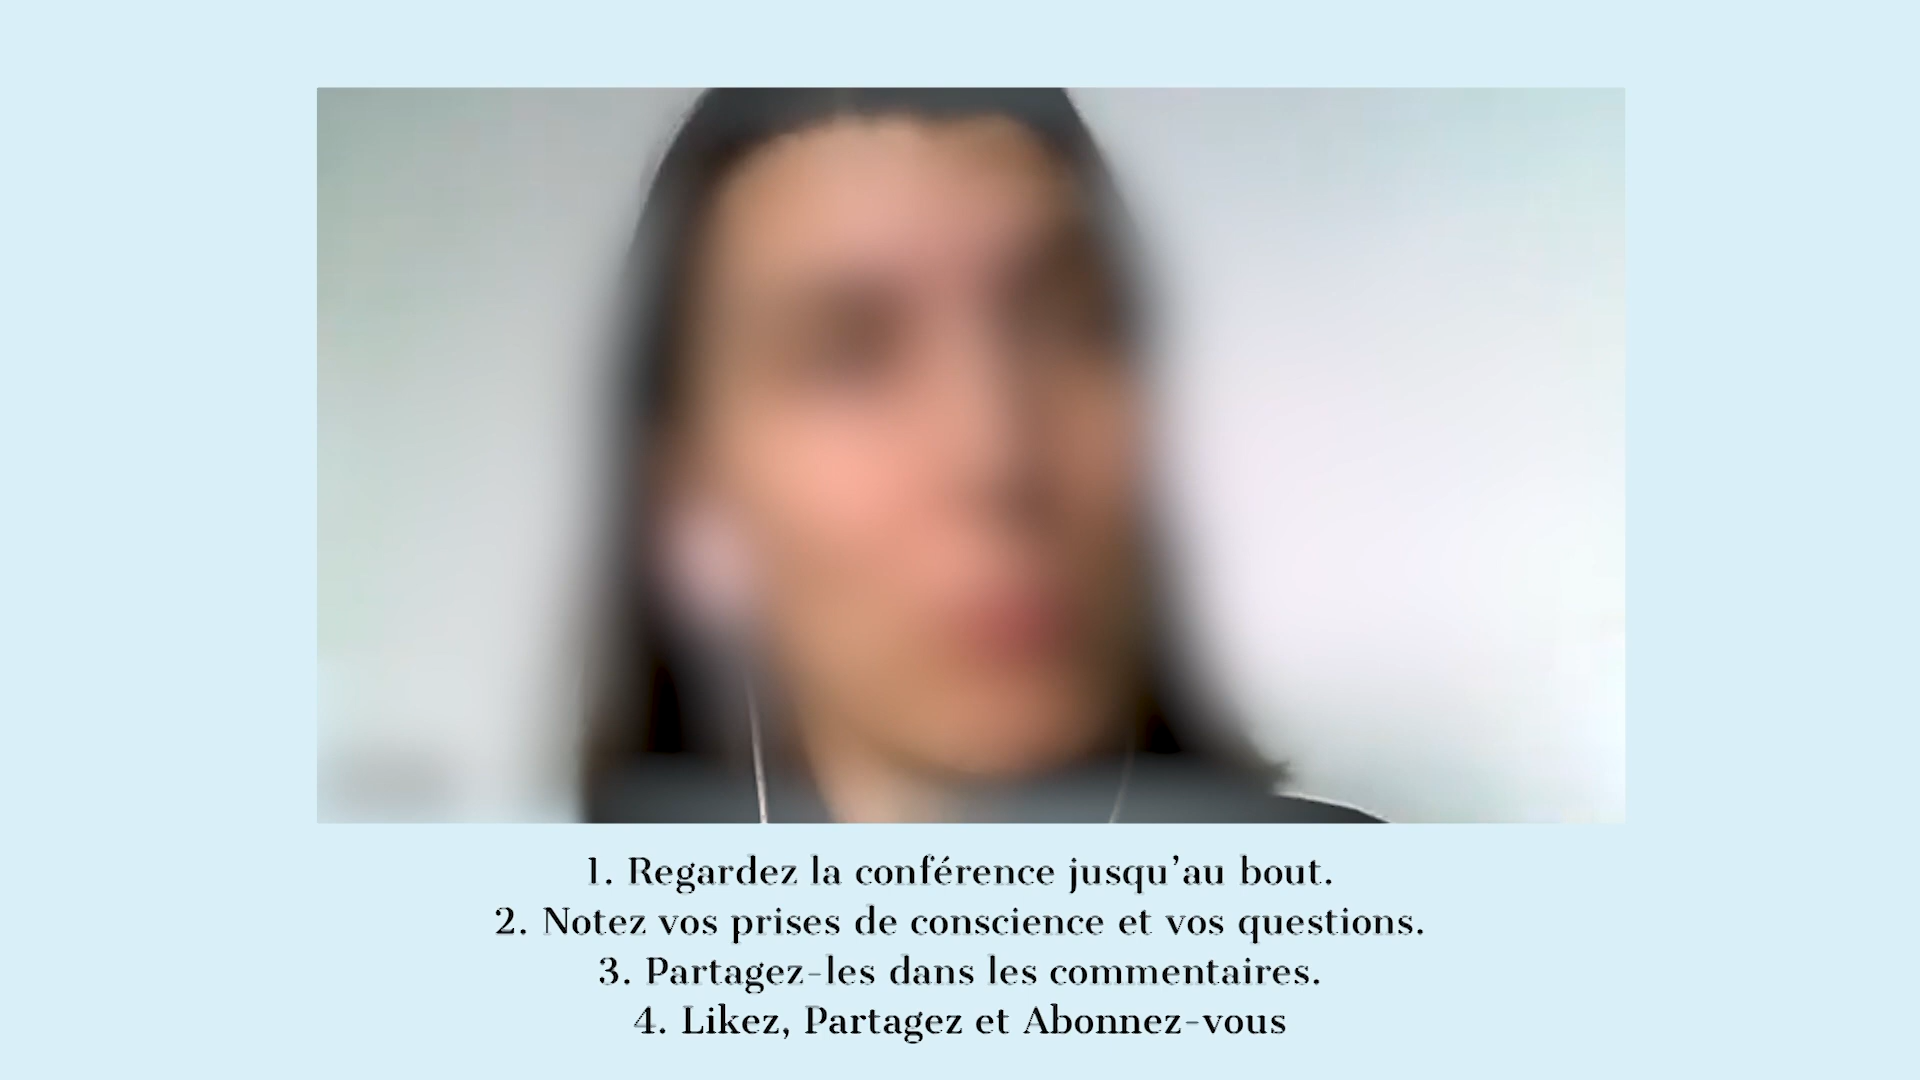 1. Regardez la conférence jusqu'au bout.
2. Notez vos prises de conscience et vos questions.
3. Partagez-les dans les commentaires.
4. Likez, Partagez et Abonnez-vous